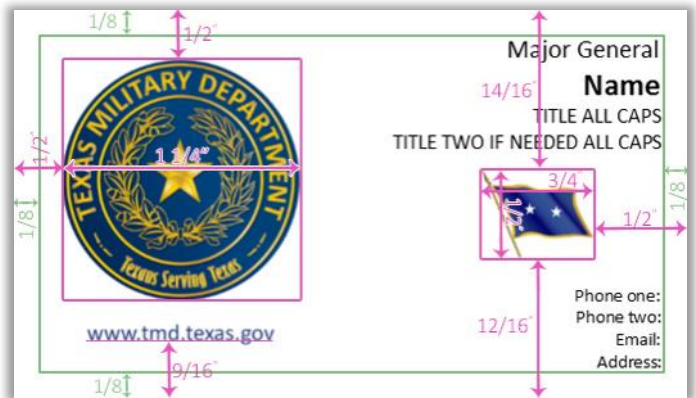 1/8"
1/2"
Major General
14/16"
Name
TITLE ALL CAPS
TITLE TWO IF NEEDED ALL CAPS
TEXAS MILITARY DEPARTMENT
1/2"
1 1/4"
3/4"
1/2"
1/8"
1/8"
1/2"
Texans Serving Texas
www.tmd.texas.gov
12/16"
Phone one:
Phone two:
Email:
Address:
9/16"
1/8"